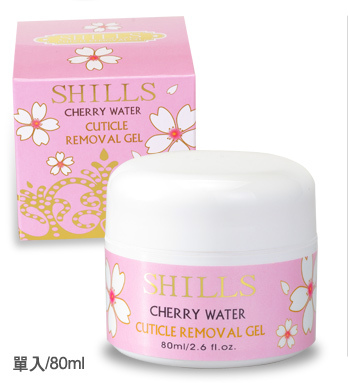 SHILLS
SHILLS
CHERRY WATER
CUTICLE
REMOVAL GEL
SHILLS
CHERRY WATER
CUTICLE REMOVAL GEL
80ml/2.6 fl.oz.
單入/80ml